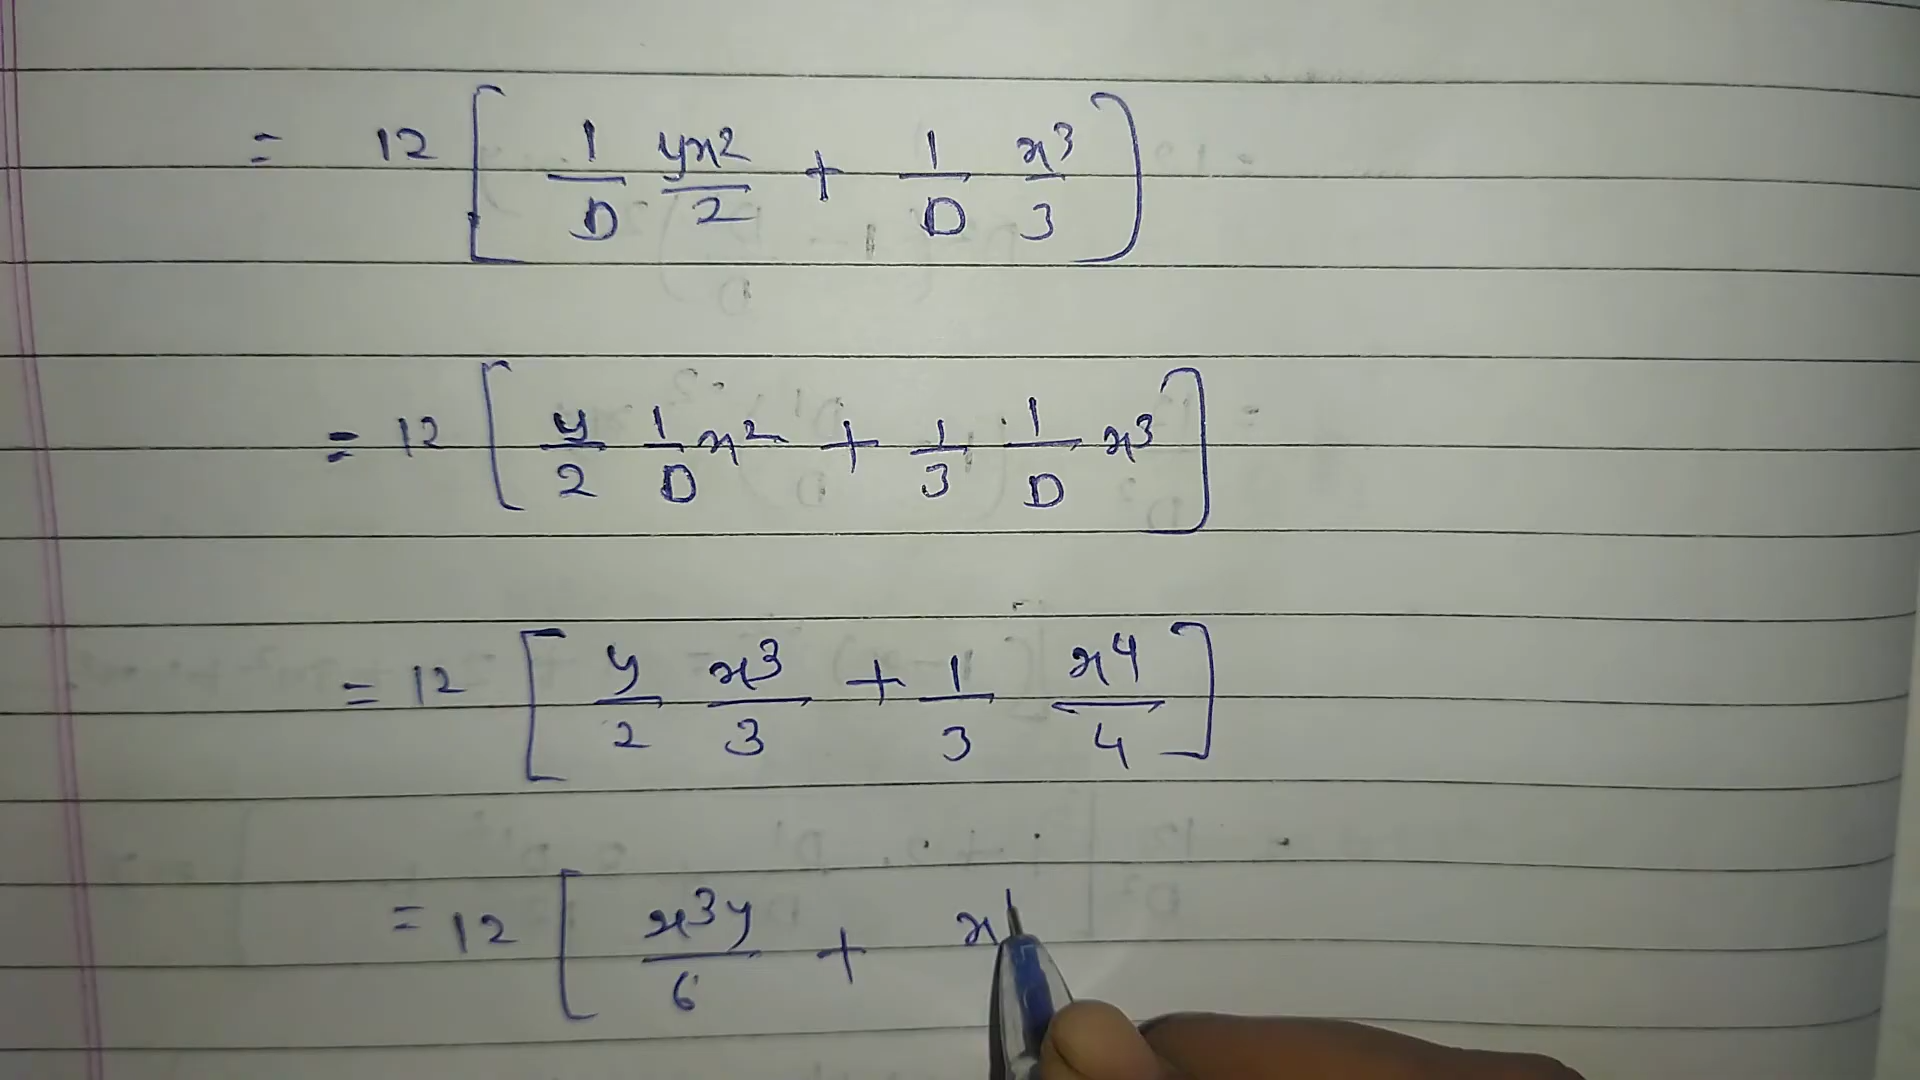 = 12 [ 1/D yx²/2 + 1/D x³/3 ]
= 12 [ y/2 1/D x² + 1/3 · 1/D x³ ]
= 12 [ y/2 x³/3 + 1/3 x⁴/4 ]
= 12 [ x³y/6 + x